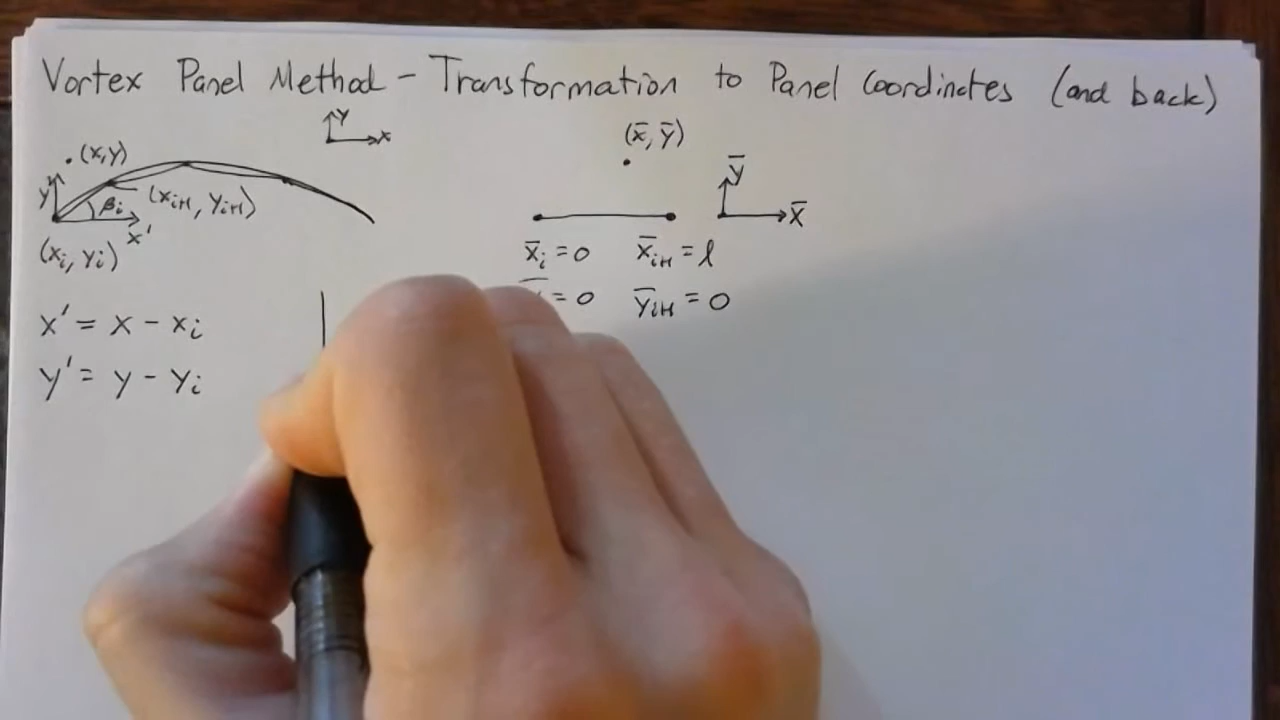 Vortex Panel Method - Transformation to Panel Coordinates (and back)
y
x
(x,y)
y'
βi
(xi+1, yi+1)
x'
(xi, yi)
x' = x - xi
y' = y - yi
(x̄, ȳ)
ȳ
x̄
x̄i = 0 x̄i+1 = l
= 0 ȳi+1 = 0